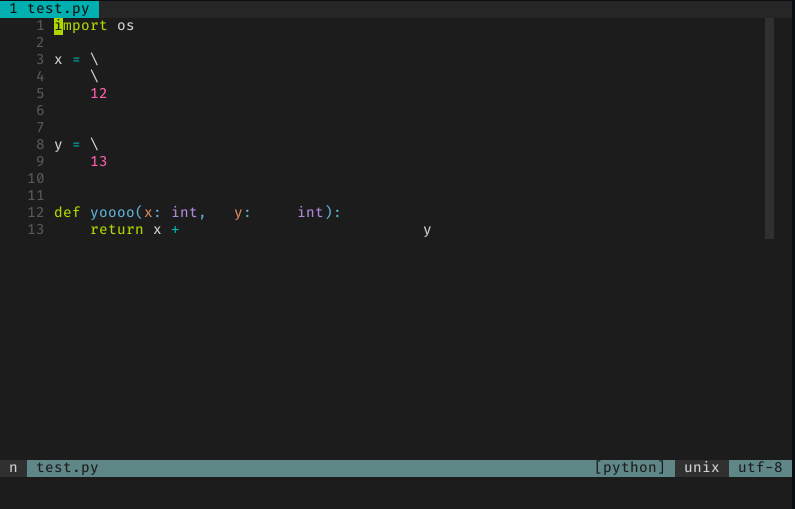 1 test.py
1 import os
2
3 x = \
4     \
5     12
6
7
8 y = \
9     13
10
11
12 def yoooo(x: int,   y:     int):
13     return x +                           y
n test.py [python] unix utf-8